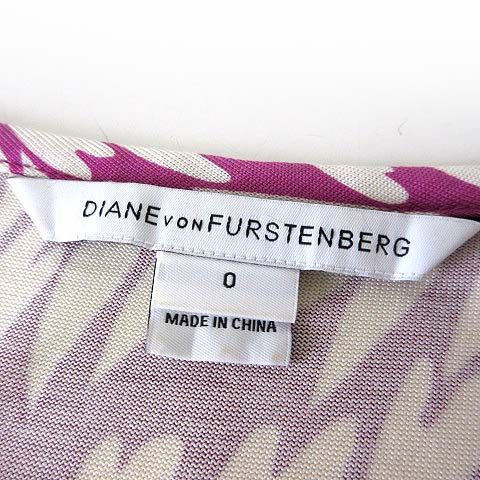 DIANE VON FURSTENBERG
0
MADE IN CHINA